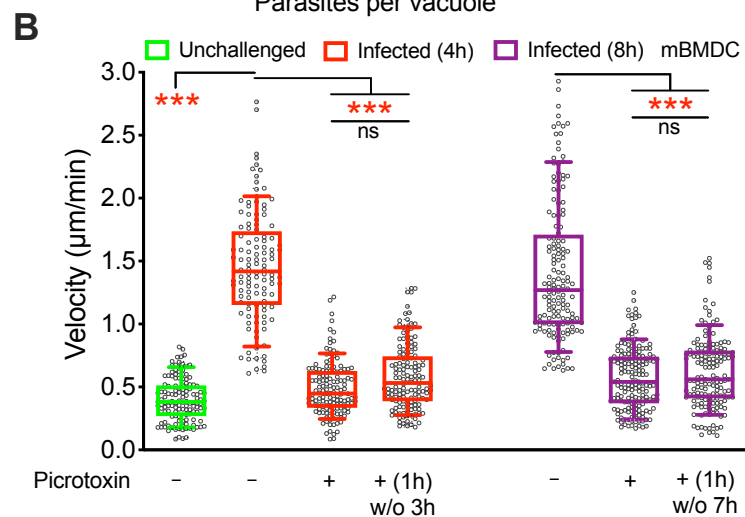 Parasites per vacuole
B
Unchallenged Infected (4h) Infected (8h) mBMDC
3.0
2.5
2.0
1.5
1.0
0.5
0.0
Velocity (μm/min)
***
***
ns
***
ns
Picrotoxin − − + + (1h) − + + (1h)
w/o 3h w/o 7h